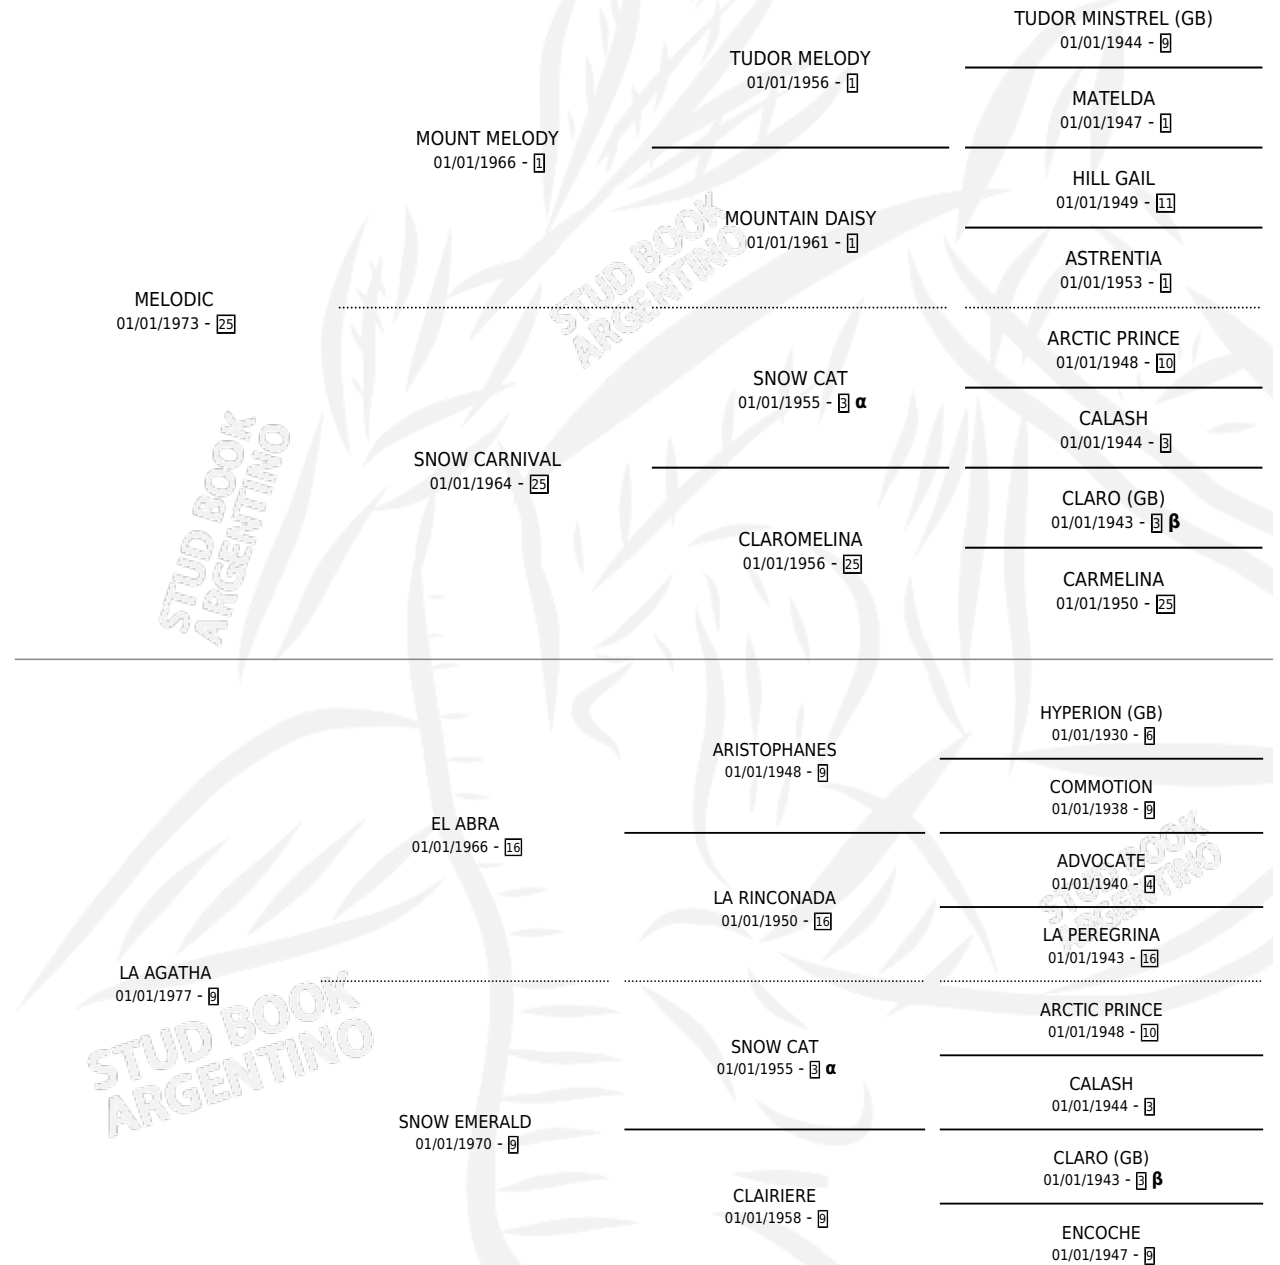 TUDOR MINSTREL (GB)
01/01/1944 - 9
TUDOR MELODY
01/01/1956 - 1
MATELDA
01/01/1947 - 1
MOUNT MELODY
01/01/1966 - 1
HILL GAIL
01/01/1949 - 11
MOUNTAIN DAISY
01/01/1961 - 1
ASTRENTIA
01/01/1953 - 1
STUD BOOK
ARGENTINO
MELODIC
01/01/1973 - 25
ARCTIC PRINCE
01/01/1948 - 10
SNOW CAT
01/01/1955 - 3 α
CALASH
01/01/1944 - 3
SNOW CARNIVAL
01/01/1964 - 25
CLARO (GB)
01/01/1943 - 3 β
CLAROMELINA
01/01/1956 - 25
CARMELINA
01/01/1950 - 25
STUD BOOK
ARGENTINO
HYPERION (GB)
01/01/1930 - 6
ARISTOPHANES
01/01/1948 - 9
COMMOTION
01/01/1938 - 9
EL ABRA
01/01/1966 - 16
ADVOCATE
01/01/1940 - 4
LA RINCONADA
01/01/1950 - 16
LA PEREGRINA
01/01/1943 - 16
STUD BOOK
ARGENTINO
LA AGATHA
01/01/1977 - 9
ARCTIC PRINCE
01/01/1948 - 10
SNOW CAT
01/01/1955 - 3 α
CALASH
01/01/1944 - 3
SNOW EMERALD
01/01/1970 - 9
CLARO (GB)
01/01/1943 - 3 β
CLAIRIERE
01/01/1958 - 9
ENCOCHE
01/01/1947 - 9
STUD BOOK
ARGENTINO